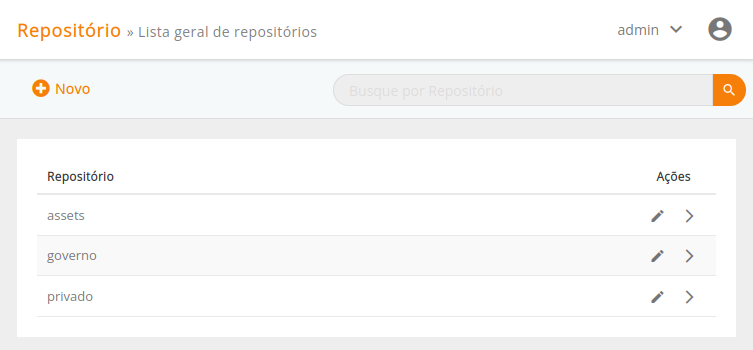 Repositório » Lista geral de repositórios
admin
Novo
Busque por Repositório
Repositório Ações
assets
governo
privado